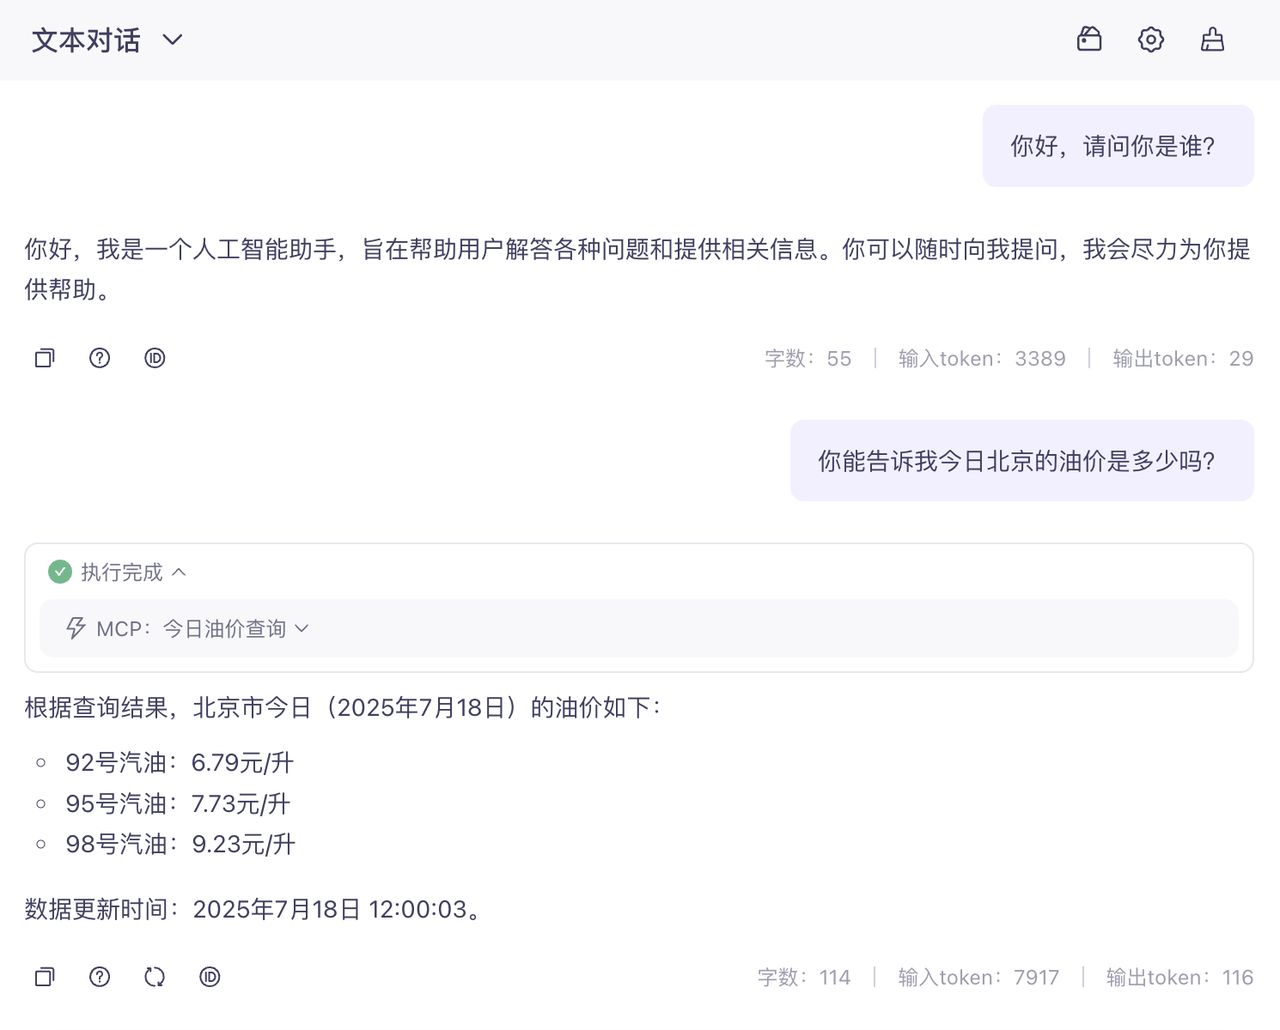 文本对话
你好，请问你是谁？
你好，我是一个人工智能助手，旨在帮助用户解答各种问题和提供相关信息。你可以随时向我提问，我会尽力为你提
供帮助。
ID
字数：55 | 输入token：3389 | 输出token：29
你能告诉我今日北京的油价是多少吗？
执行完成
MCP：今日油价查询
根据查询结果，北京市今日（2025年7月18日）的油价如下：
92号汽油：6.79元/升
95号汽油：7.73元/升
98号汽油：9.23元/升
数据更新时间：2025年7月18日 12:00:03。
ID
字数：114 | 输入token：7917 | 输出token：116